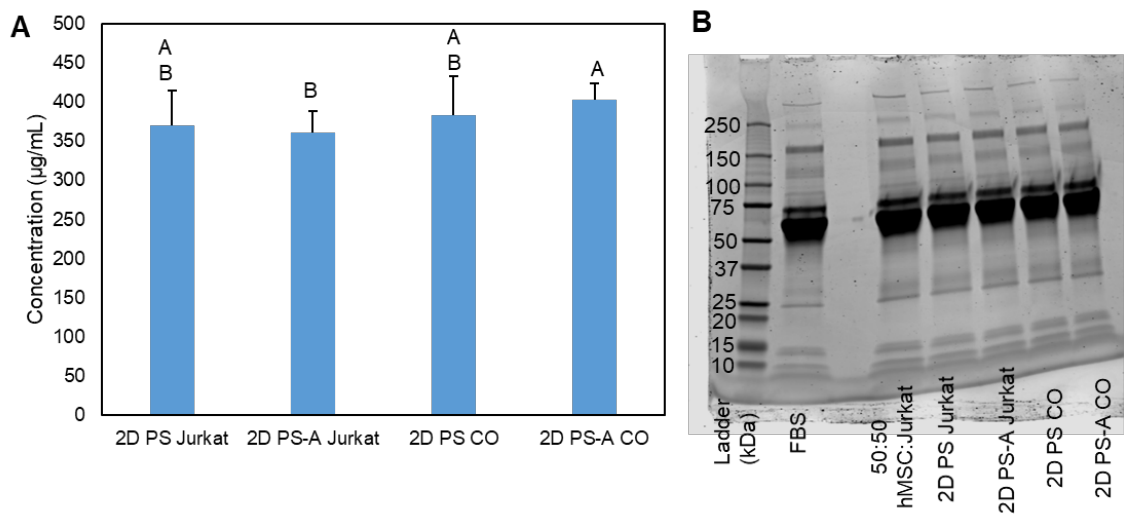 A
Concentration (µg/mL)
500
450
400
350
300
250
200
150
100
50
0
A
B
B
A
B
A
2D PS Jurkat
2D PS-A Jurkat
2D PS CO
2D PS-A CO
B
250
150
100
75
50
37
25
20
15
10
Ladder
(kDa)
FBS
50:50
hMSC:Jurkat
2D PS Jurkat
2D PS-A Jurkat
2D PS CO
2D PS-A CO